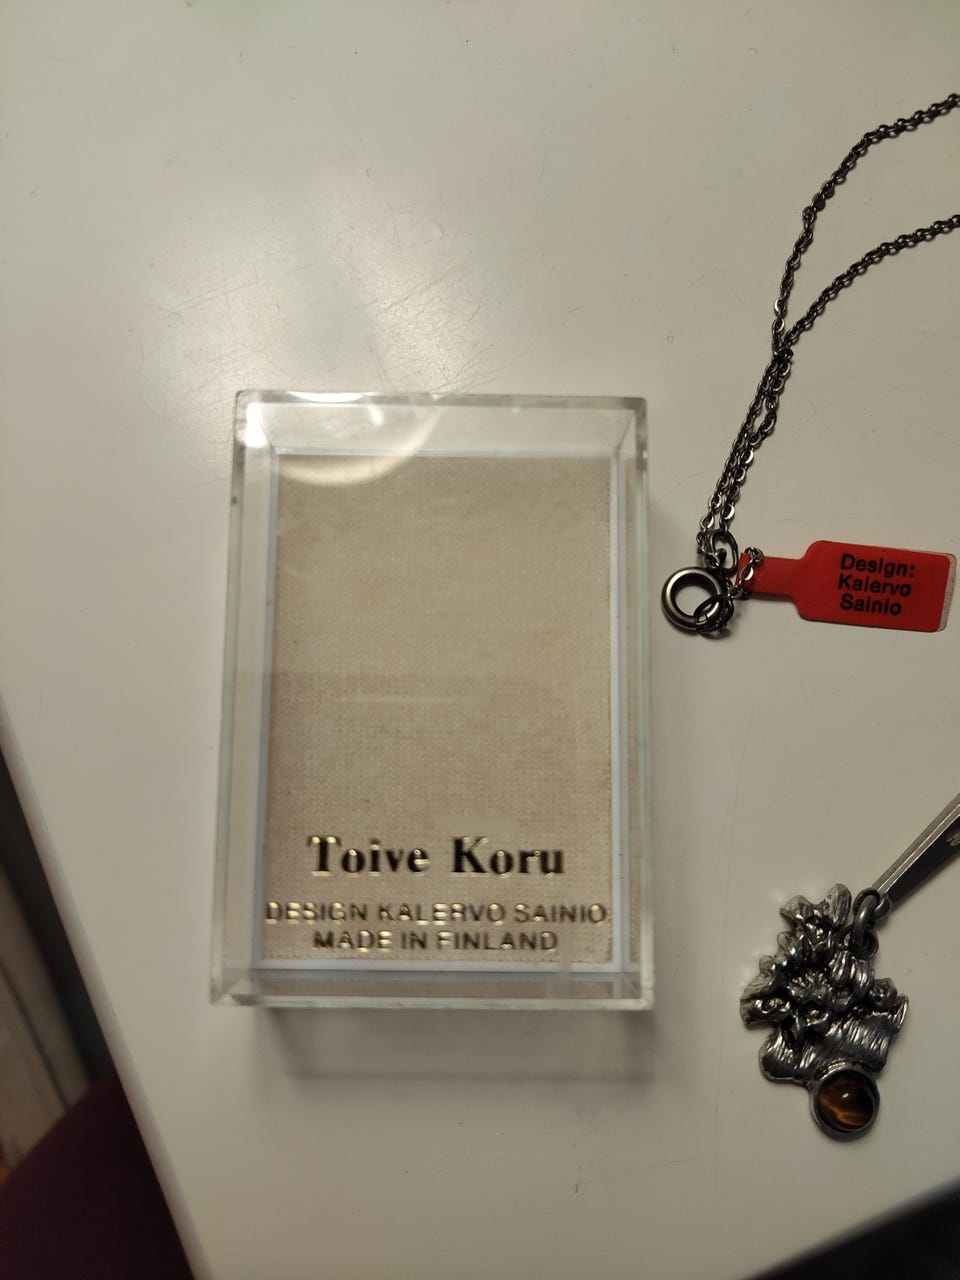 Design:
Kalervo
Sainio
Toive Koru
DESIGN KALERVO SAINIO
MADE IN FINLAND